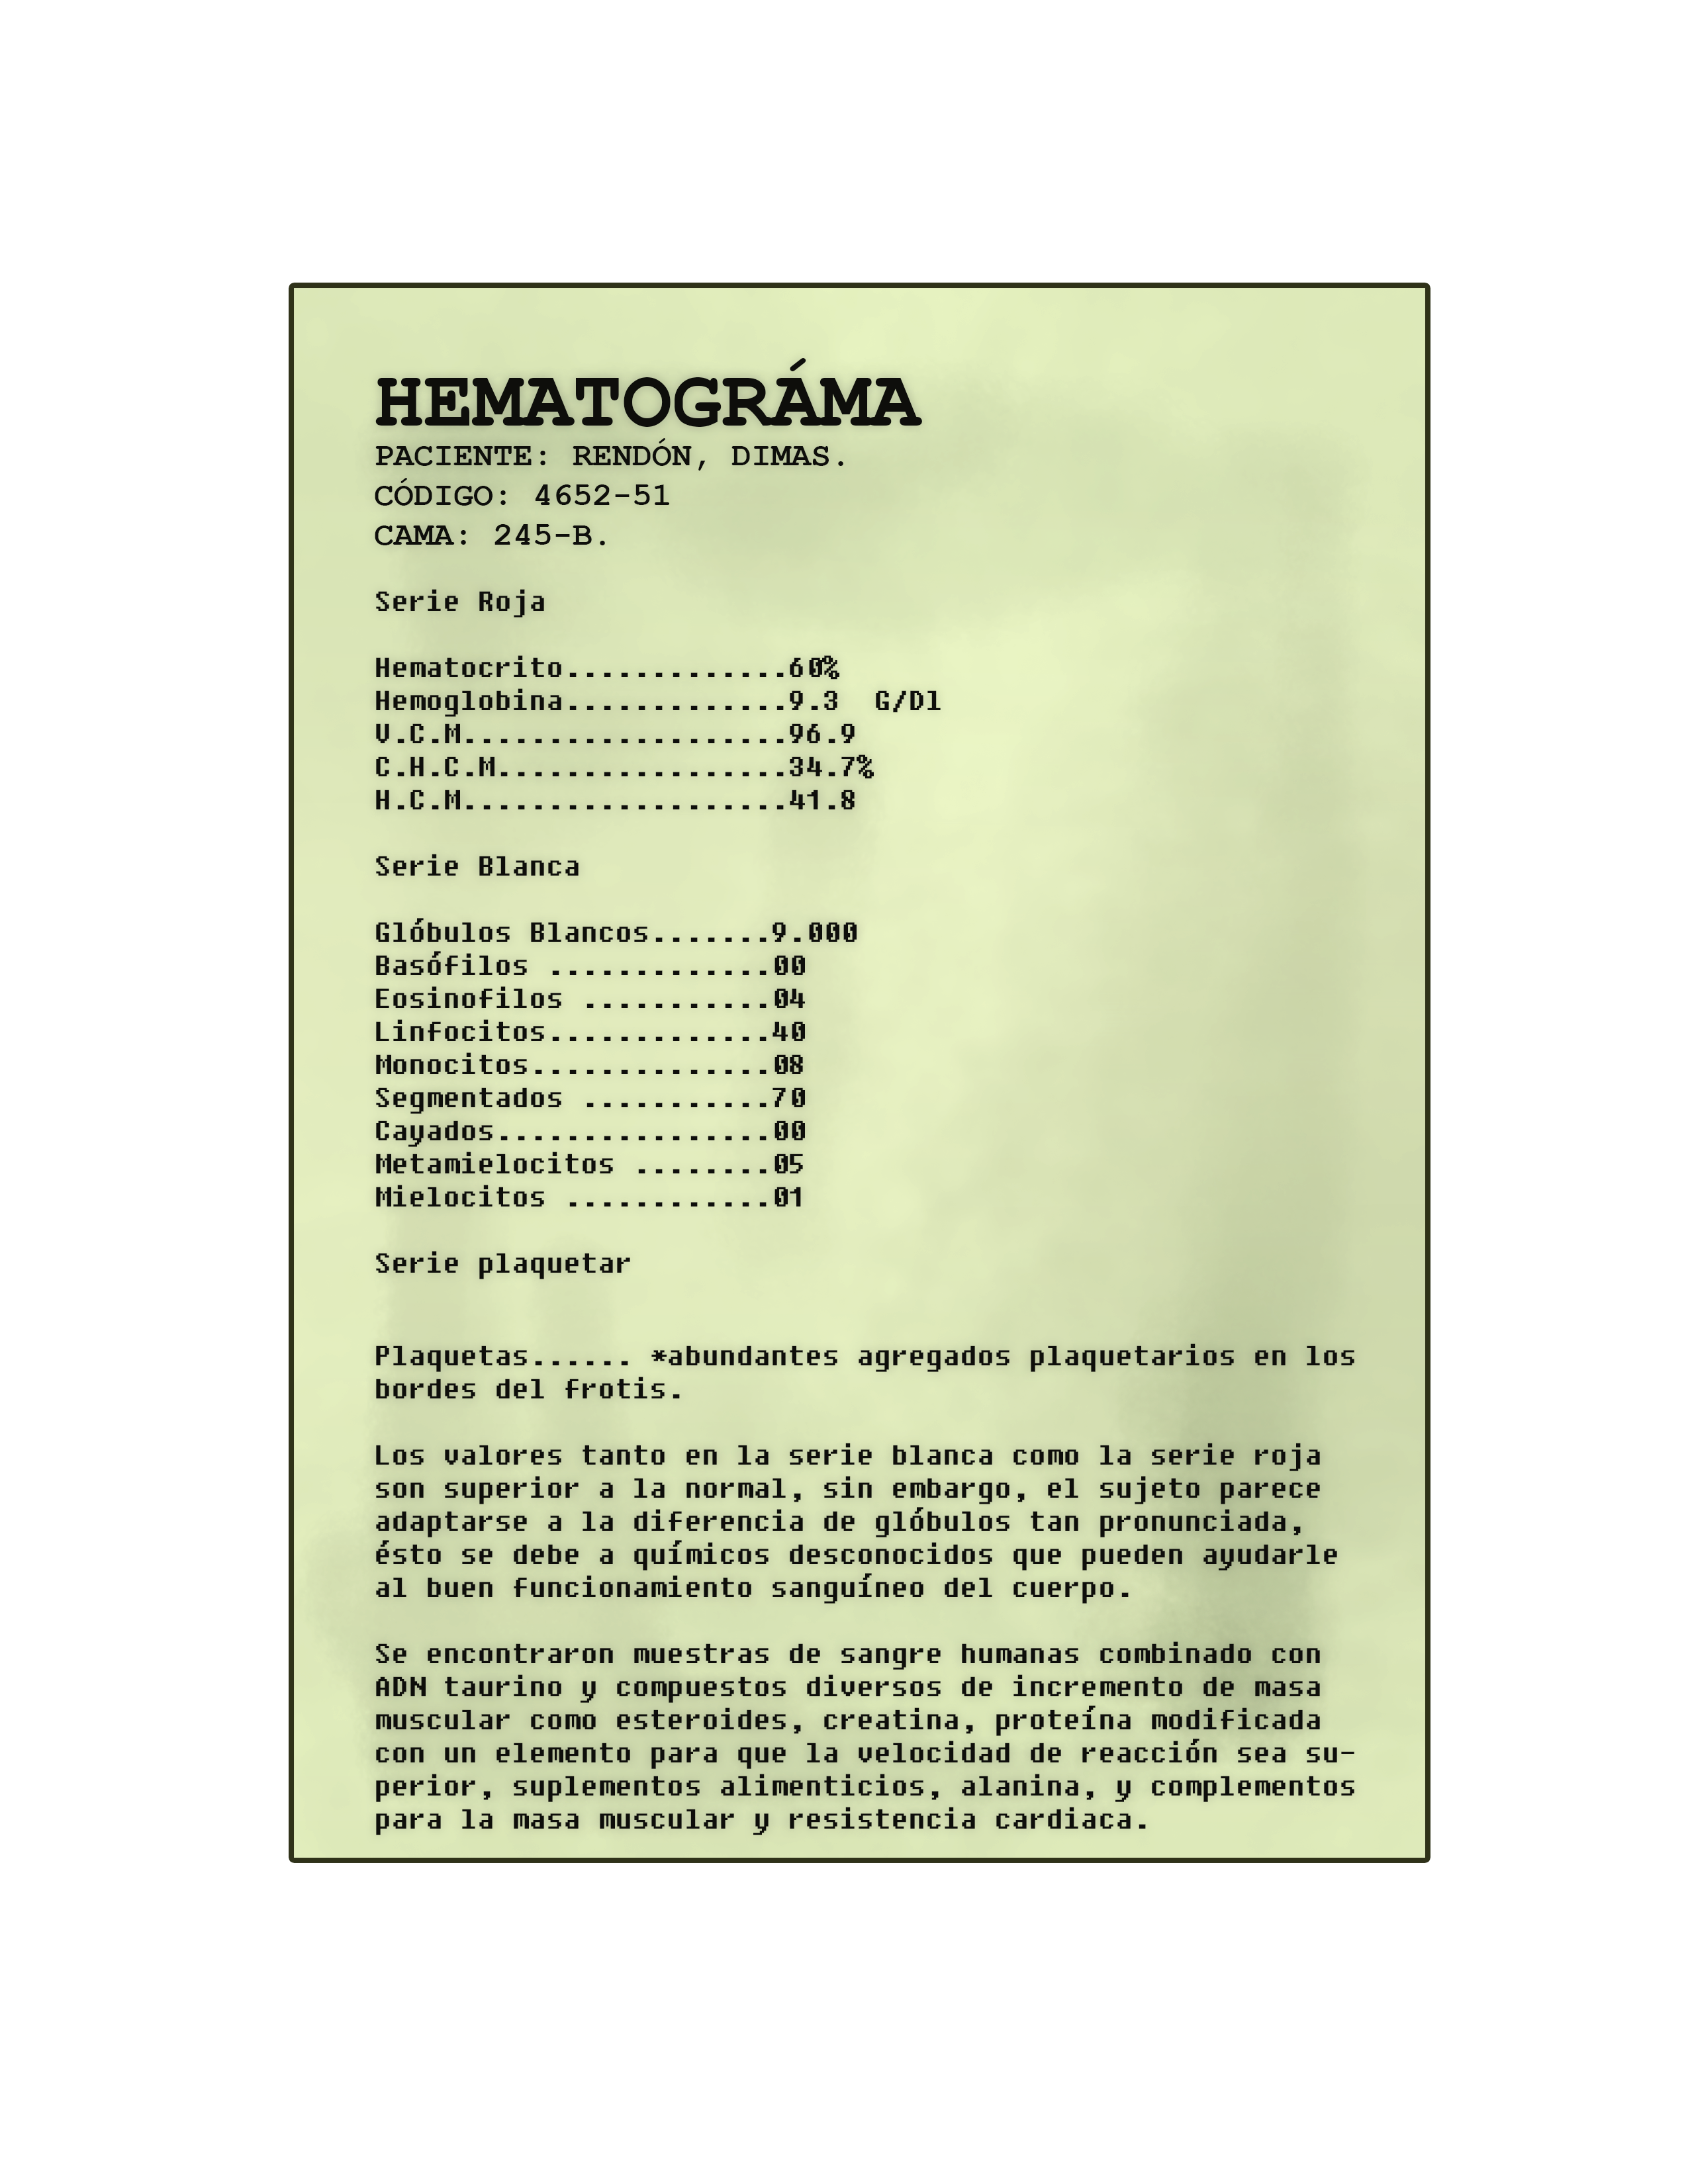 HEMATOGRÁMA
PACIENTE: RENDÓN, DIMAS.
CÓDIGO: 4652-51
CAMA: 245-B.
Serie Roja
Hematocrito.............60%
Hemoglobina.............9.3  G/Dl
V.C.M...................96.9
C.H.C.M.................34.7%
H.C.M...................41.8
Serie Blanca
Glóbulos Blancos.......9.000
Basófilos .............00
Eosinofilos ...........04
Linfocitos.............40
Monocitos..............08
Segmentados ...........70
Cayados................00
Metamielocitos ........05
Mielocitos ............01
Serie plaquetar
Plaquetas...... *abundantes agregados plaquetarios en los
bordes del frotis.
Los valores tanto en la serie blanca como la serie roja
son superior a la normal, sin embargo, el sujeto parece
adaptarse a la diferencia de glóbulos tan pronunciada,
ésto se debe a químicos desconocidos que pueden ayudarle
al buen funcionamiento sanguíneo del cuerpo.
Se encontraron muestras de sangre humanas combinado con
ADN taurino y compuestos diversos de incremento de masa
muscular como esteroides, creatina, proteína modificada
con un elemento para que la velocidad de reacción sea su-
perior, suplementos alimenticios, alanina, y complementos
para la masa muscular y resistencia cardiaca.